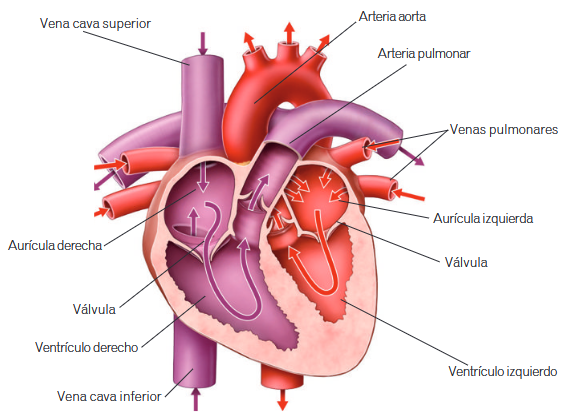 Vena cava superior
Arteria aorta
Arteria pulmonar
Venas pulmonares
Aurícula izquierda
Aurícula derecha
Válvula
Válvula
Ventrículo derecho
Ventrículo izquierdo
Vena cava inferior